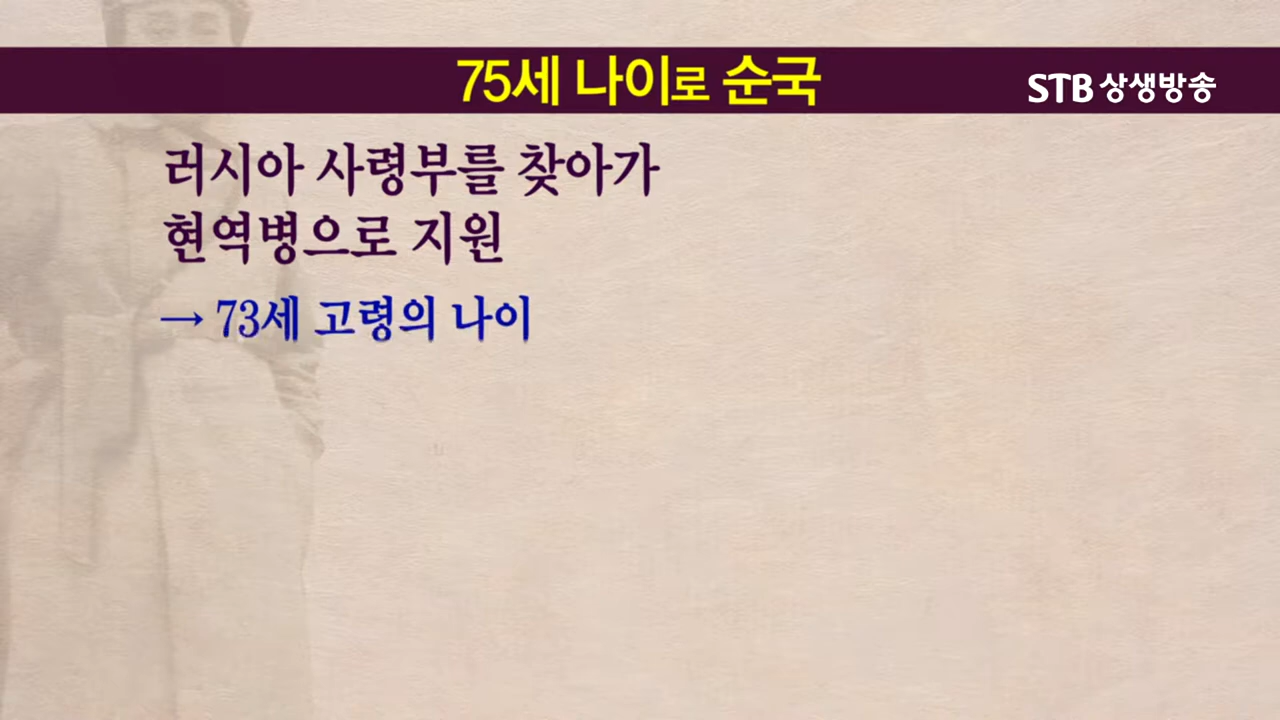 75세 나이로 순국
STB 상생방송
러시아 사령부를 찾아가
현역병으로 지원
→ 73세 고령의 나이